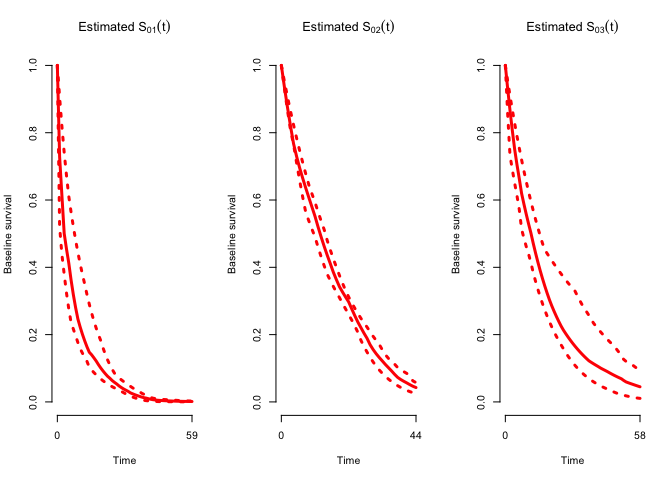 Estimated S₀₁(t)
Baseline survival
0.0
0.2
0.4
0.6
0.8
1.0
0
59
Time
Estimated S₀₂(t)
Baseline survival
0.0
0.2
0.4
0.6
0.8
1.0
0
44
Time
Estimated S₀₃(t)
Baseline survival
0.0
0.2
0.4
0.6
0.8
1.0
0
58
Time